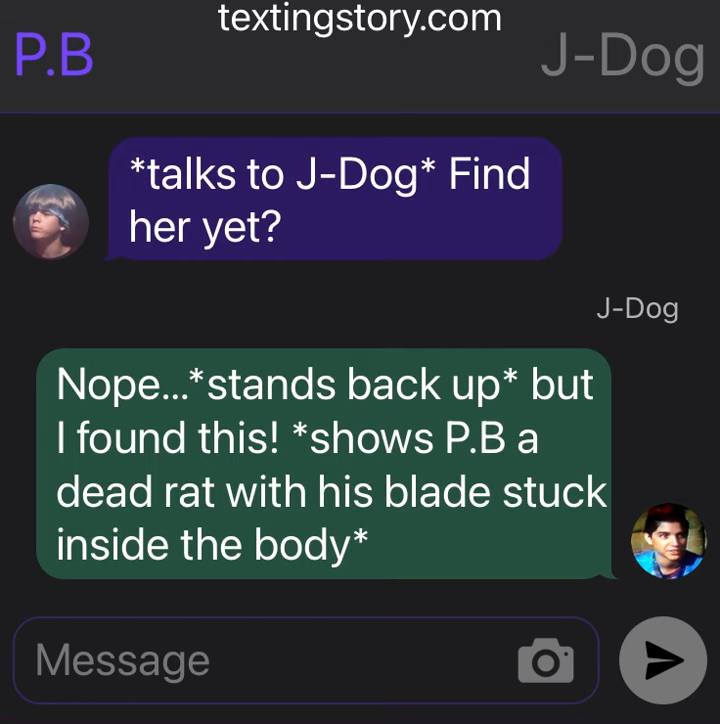 textingstory.com
P.B
J-Dog
*talks to J-Dog* Find
her yet?
J-Dog
Nope...*stands back up* but
I found this! *shows P.B a
dead rat with his blade stuck
inside the body*
Message